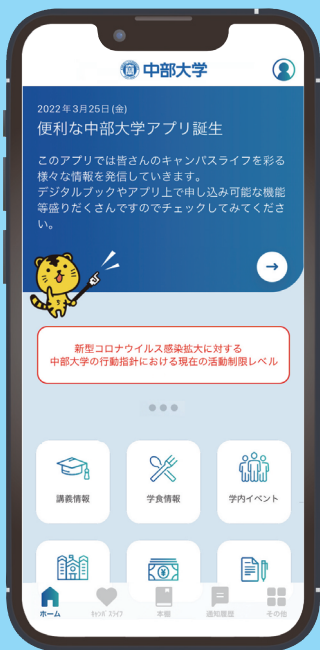 中部大学
2022年3月25日(金)
便利な中部大学アプリ誕生
このアプリでは皆さんのキャンパスライフを彩る
様々な情報を発信していきます。
デジタルブックやアプリ上で申し込み可能な機能
等盛りだくさんですのでチェックしてみてくださ
い。
新型コロナウイルス感染拡大に対する
中部大学の行動指針における現在の活動制限レベル
講義情報
学食情報
学内イベント
ホーム
ｷｬﾝﾊﾟｽﾗｲﾌ
本棚
通知履歴
その他